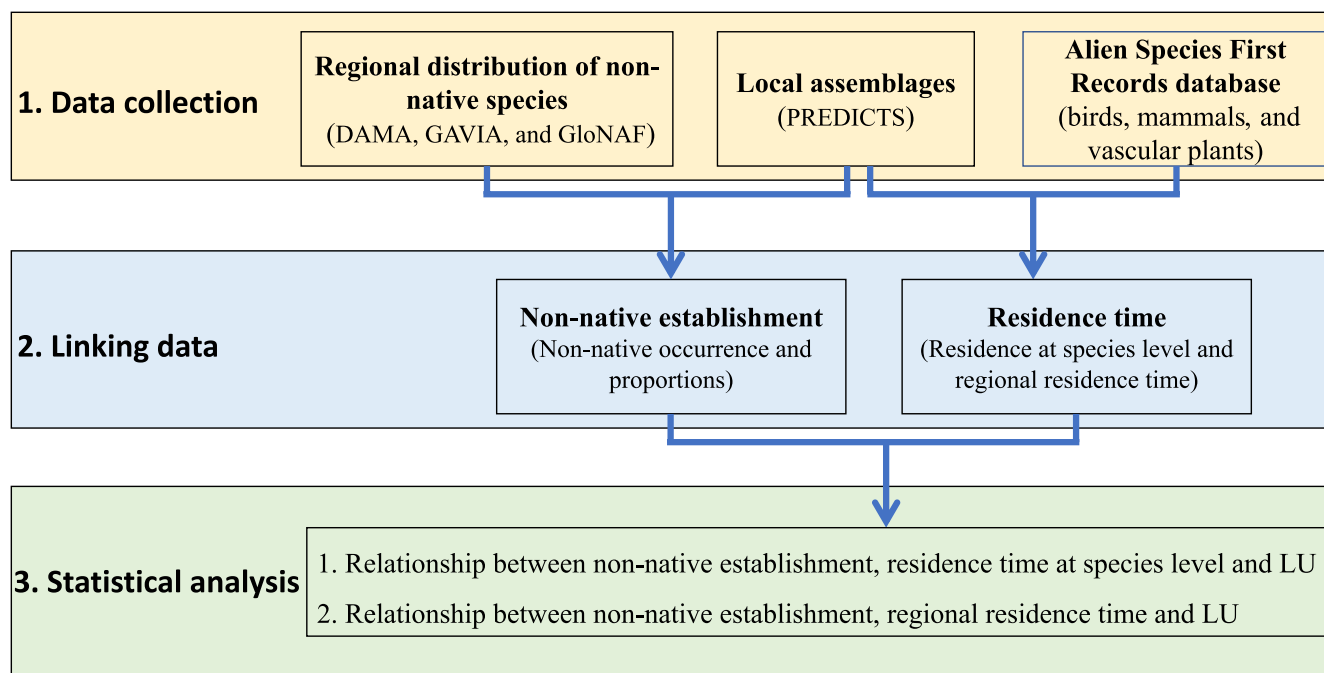 1. Data collection
Regional distribution of non-
native species
(DAMA, GAVIA, and GloNAF)
Local assemblages
(PREDICTS)
Alien Species First
Records database
(birds, mammals, and
vascular plants)
2. Linking data
Non-native establishment
(Non-native occurrence and
proportions)
Residence time
(Residence at species level and
regional residence time)
3. Statistical analysis
1. Relationship between non-native establishment, residence time at species level and LU
2. Relationship between non-native establishment, regional residence time and LU